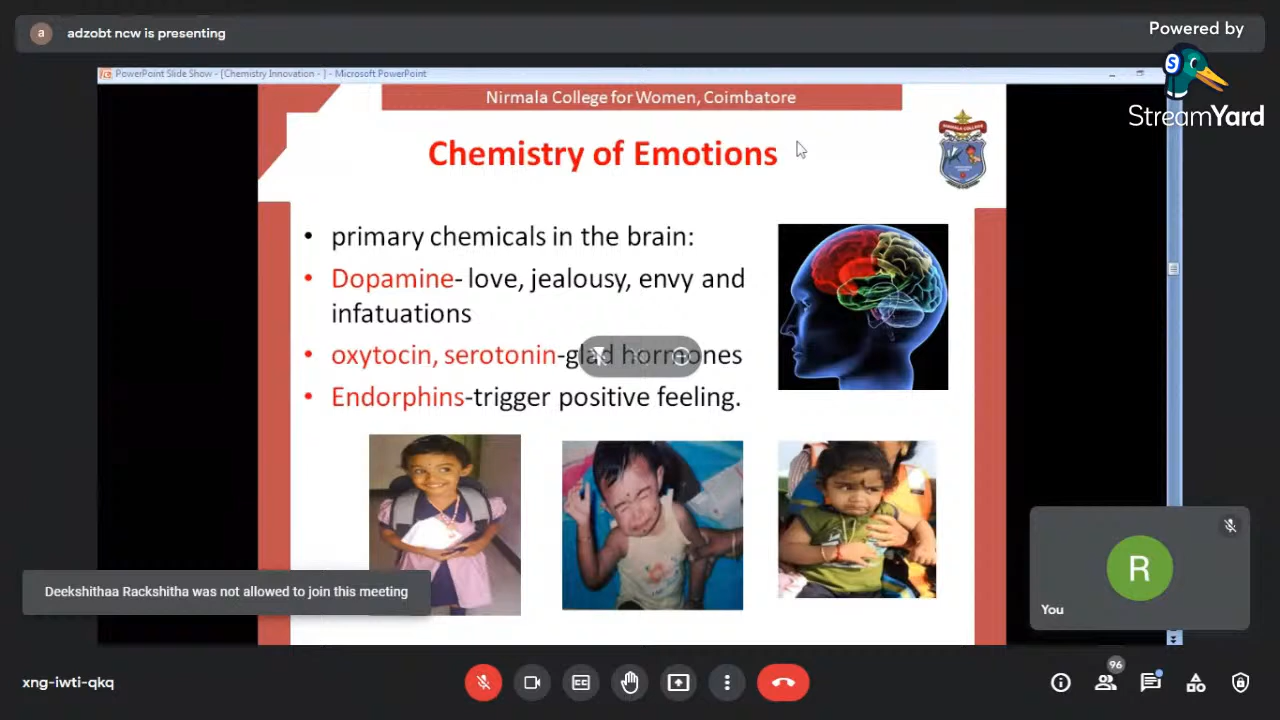 a adzobt ncw is presenting
Powered by
StreamYard
PowerPoint Slide Show - [Chemistry Innovation - ] - Microsoft PowerPoint
Nirmala College for Women, Coimbatore
Chemistry of Emotions
• primary chemicals in the brain:
• Dopamine- love, jealousy, envy and
infatuations
• oxytocin, serotonin-glad hormones
• Endorphins-trigger positive feeling.
Deekshithaa Rackshitha was not allowed to join this meeting
R
You
xng-iwti-qkq
96